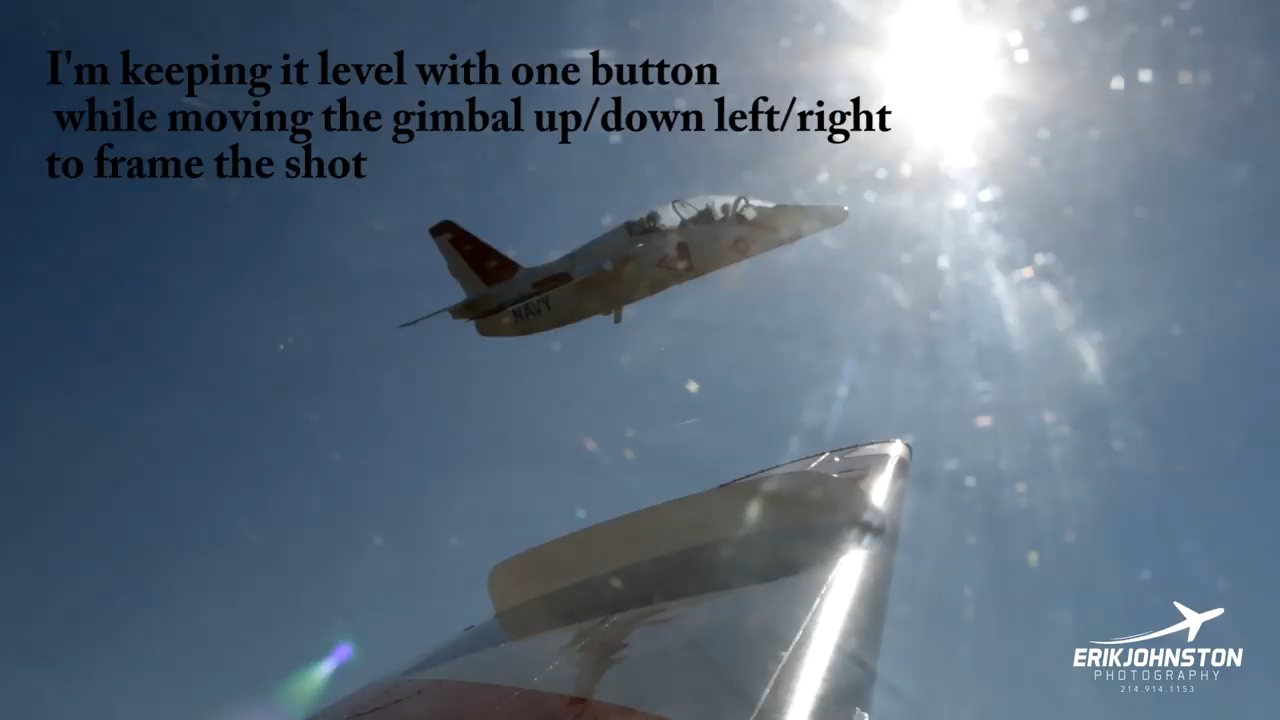 I'm keeping it level with one button
while moving the gimbal up/down left/right
to frame the shot
NAVY
ERIKJOHNSTON
PHOTOGRAPHY
214.914.1153